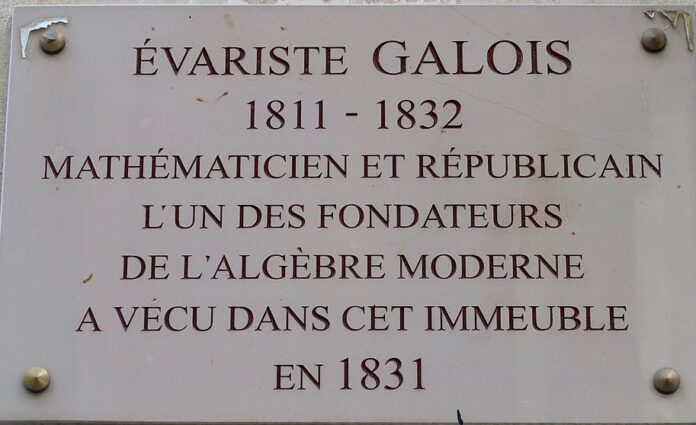 ÉVARISTE GALOIS
1811 - 1832
MATHÉMATICIEN ET RÉPUBLICAIN
L'UN DES FONDATEURS
DE L'ALGÈBRE MODERNE
A VÉCU DANS CET IMMEUBLE
EN 1831